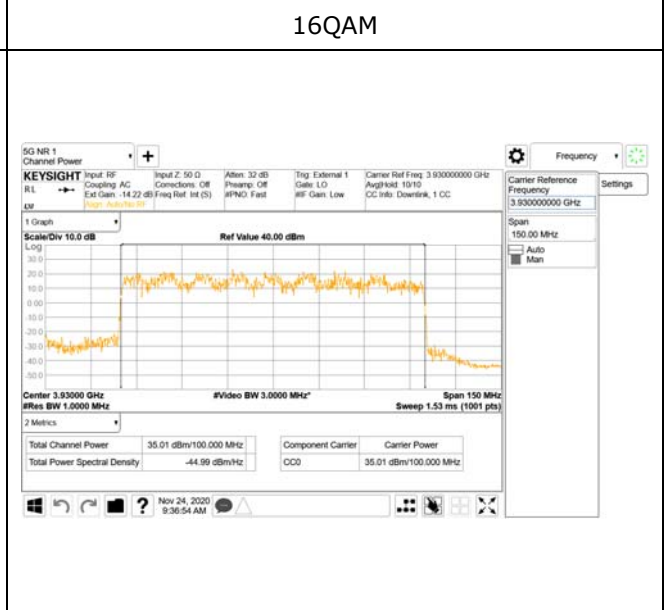 16QAM
5G NR 1
Channel Power
+
Frequency
KEYSIGHT
RL
Input: RF
Coupling: AC
Ext Gain: -14.22 dB
Align: Auto/No RF
Input Z: 50 Ω
Corrections: Off
Freq Ref: Int (S)
Atten: 32 dB
Preamp: Off
#PNO: Fast
Trig: External 1
Gate: LO
#IF Gain: Low
Carrier Ref Freq: 3.930000000 GHz
Avg|Hold: 10/10
CC Info: Downlink, 1 CC
Carrier Reference
Frequency
3.930000000 GHz
Settings
Span
150.00 MHz
Auto
Man
1 Graph
Scale/Div 10.0 dB
Ref Value 40.00 dBm
Log
30.0
20.0
10.0
0.00
-10.0
-20.0
-30.0
-40.0
-50.0
Center 3.93000 GHz
#Video BW 3.0000 MHz*
Span 150 MHz
#Res BW 1.0000 MHz
Sweep 1.53 ms (1001 pts)
2 Metrics
Total Channel Power 35.01 dBm/100.000 MHz
Total Power Spectral Density -44.99 dBm/Hz
Component Carrier Carrier Power
CC0 35.01 dBm/100.000 MHz
?
Nov 24, 2020
9:36:54 AM